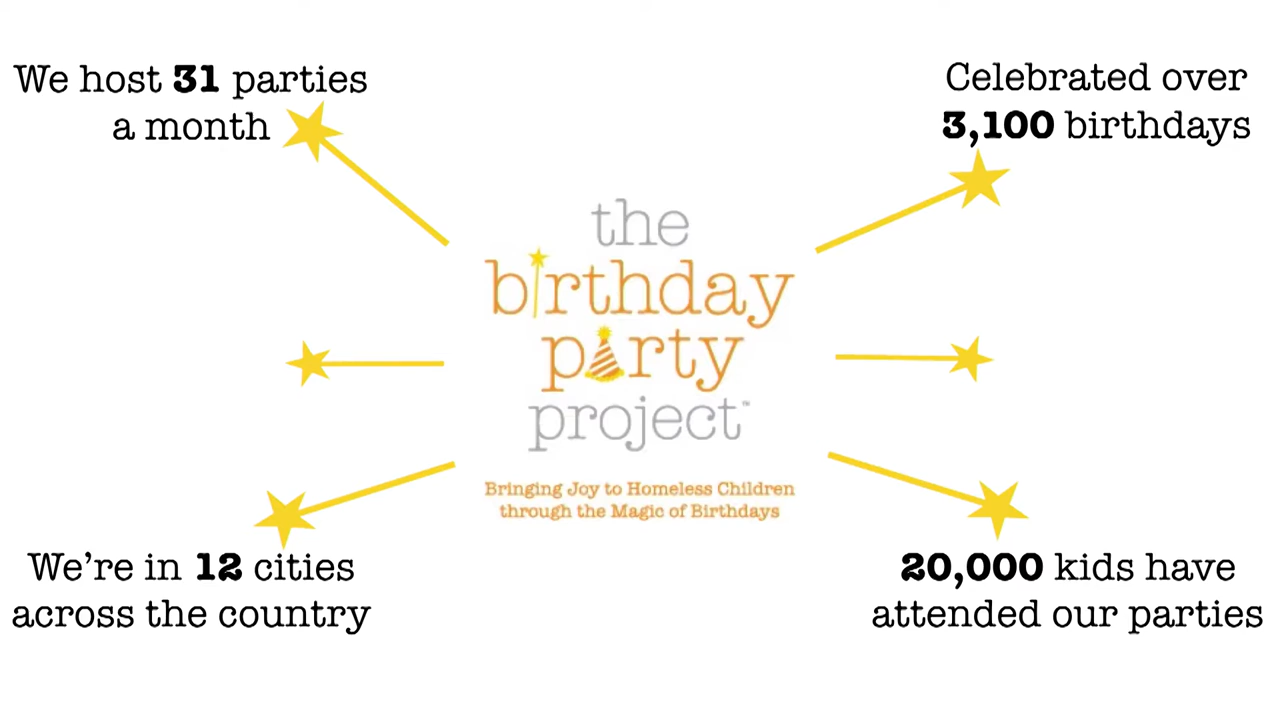 We host 31 parties
a month
Celebrated over
3,100 birthdays
the
birthday
party
project™
Bringing Joy to Homeless Children
through the Magic of Birthdays
We're in 12 cities
across the country
20,000 kids have
attended our parties